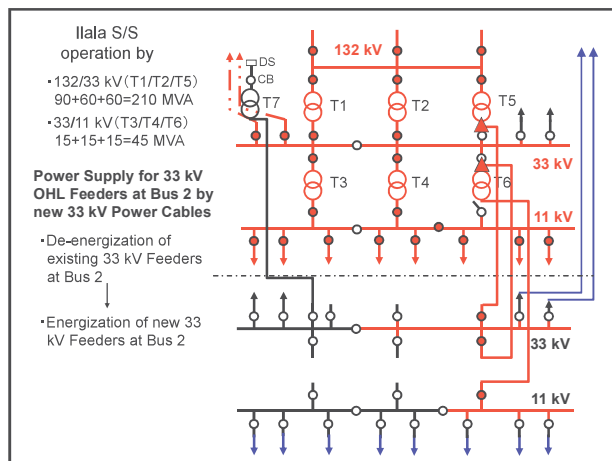 Ilala S/S
operation by
・132/33 kV(T1/T2/T5)
90+60+60=210 MVA
・33/11 kV(T3/T4/T6)
15+15+15=45 MVA
Power Supply for 33 kV
OHL Feeders at Bus 2 by
new 33 kV Power Cables
・De-energization of
existing 33 kV Feeders
at Bus 2
・Energization of new 33
kV Feeders at Bus 2
DS
CB
T7
132 kV
T1
T2
T5
33 kV
T3
T4
T6
11 kV
33 kV
11 kV